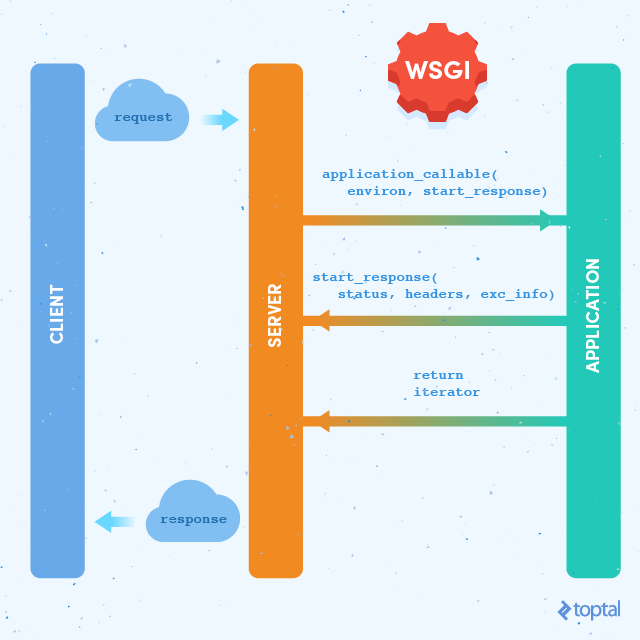 WSGI
request
application_callable(
environ, start_response)
CLIENT
SERVER
APPLICATION
start_response(
status, headers, exc_info)
return
iterator
response
toptal